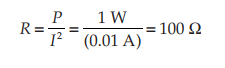 R = P / I² = 1 W / (0.01 A) = 100 Ω